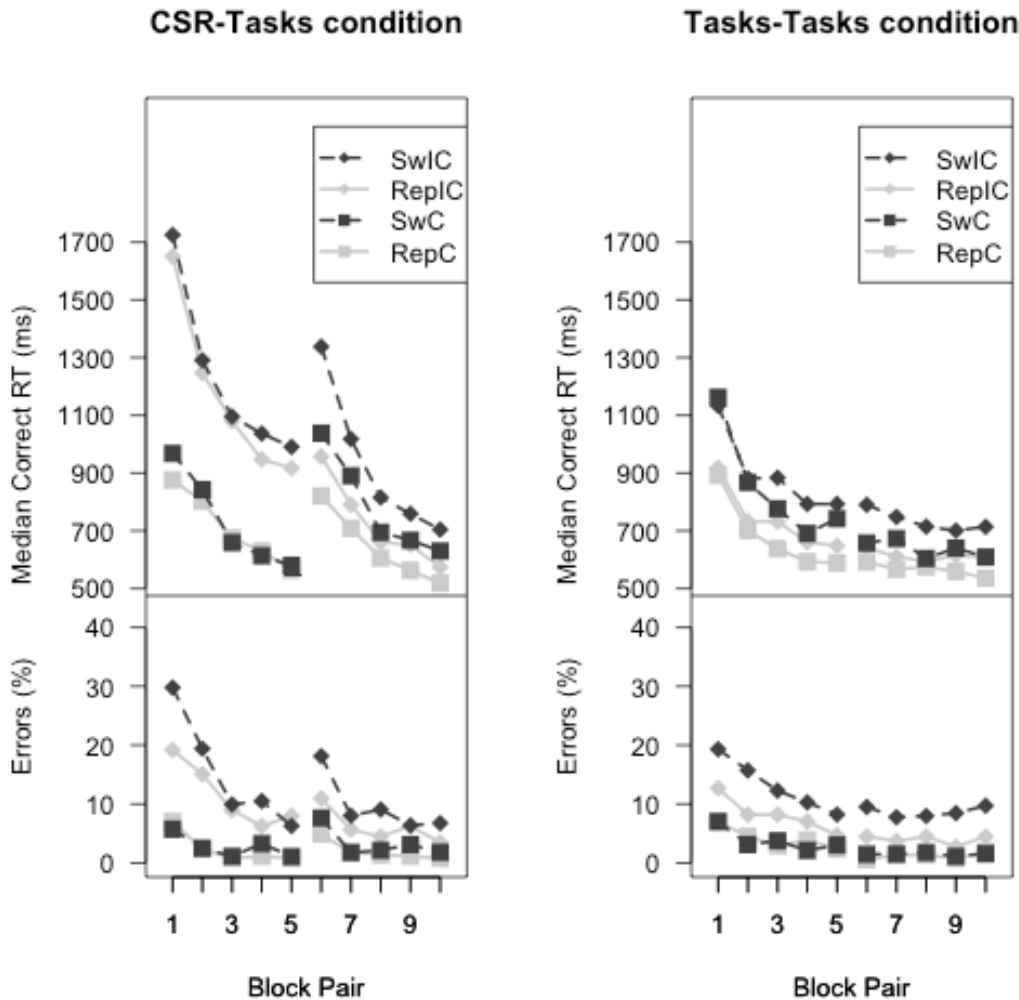 CSR-Tasks condition
SwIC
RepIC
SwC
RepC
1700
1500
1300
1100
900
700
500
Median Correct RT (ms)
40
30
20
10
0
Errors (%)
1 3 5 7 9
Block Pair
Tasks-Tasks condition
SwIC
RepIC
SwC
RepC
1700
1500
1300
1100
900
700
500
Median Correct RT (ms)
40
30
20
10
0
Errors (%)
1 3 5 7 9
Block Pair